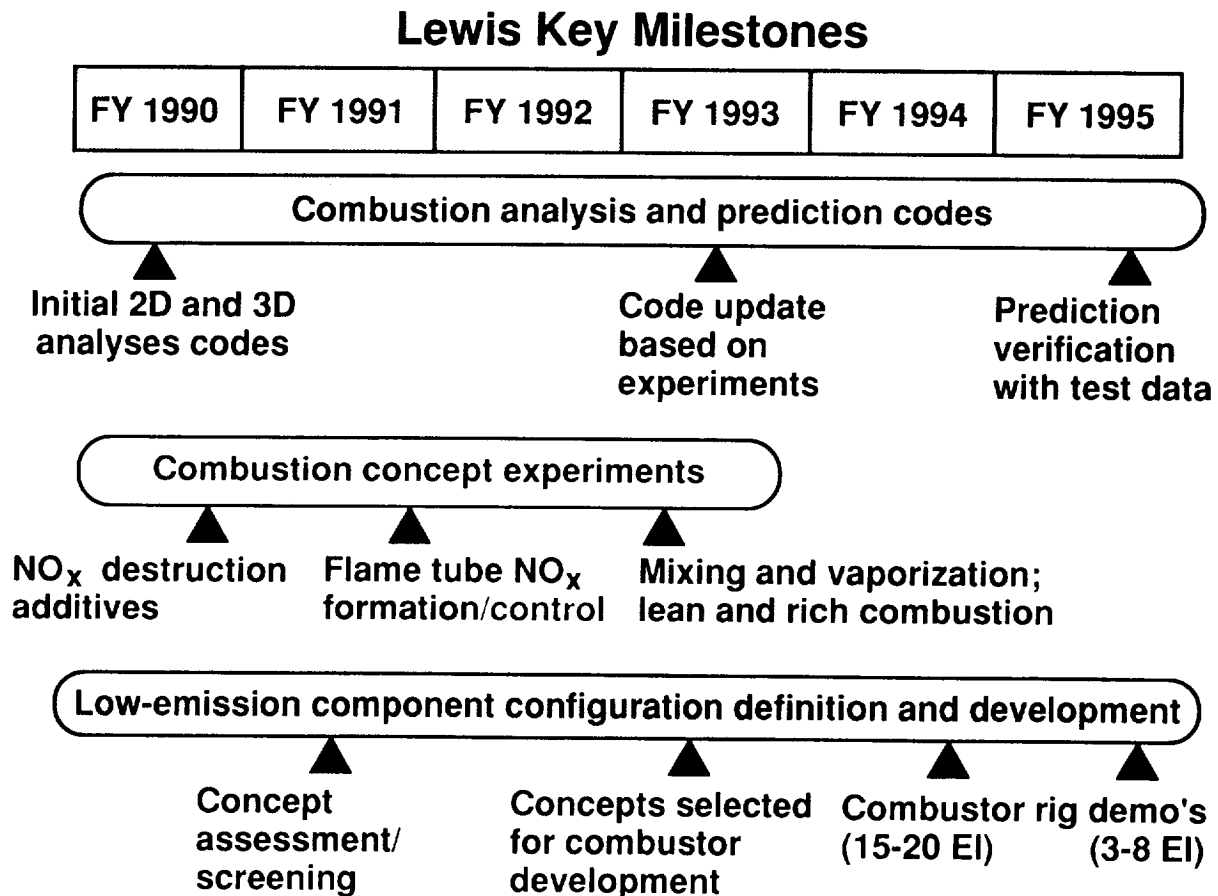 Lewis Key Milestones
FY 1990 FY 1991 FY 1992 FY 1993 FY 1994 FY 1995
Combustion analysis and prediction codes
Initial 2D and 3D
analyses codes
Code update
based on
experiments
Prediction
verification
with test data
Combustion concept experiments
NOx destruction
additives
Flame tube NOx
formation/control
Mixing and vaporization;
lean and rich combustion
Low-emission component configuration definition and development
Concept
assessment/
screening
Concepts selected
for combustor
development
Combustor rig demo's
(15-20 EI) (3-8 EI)